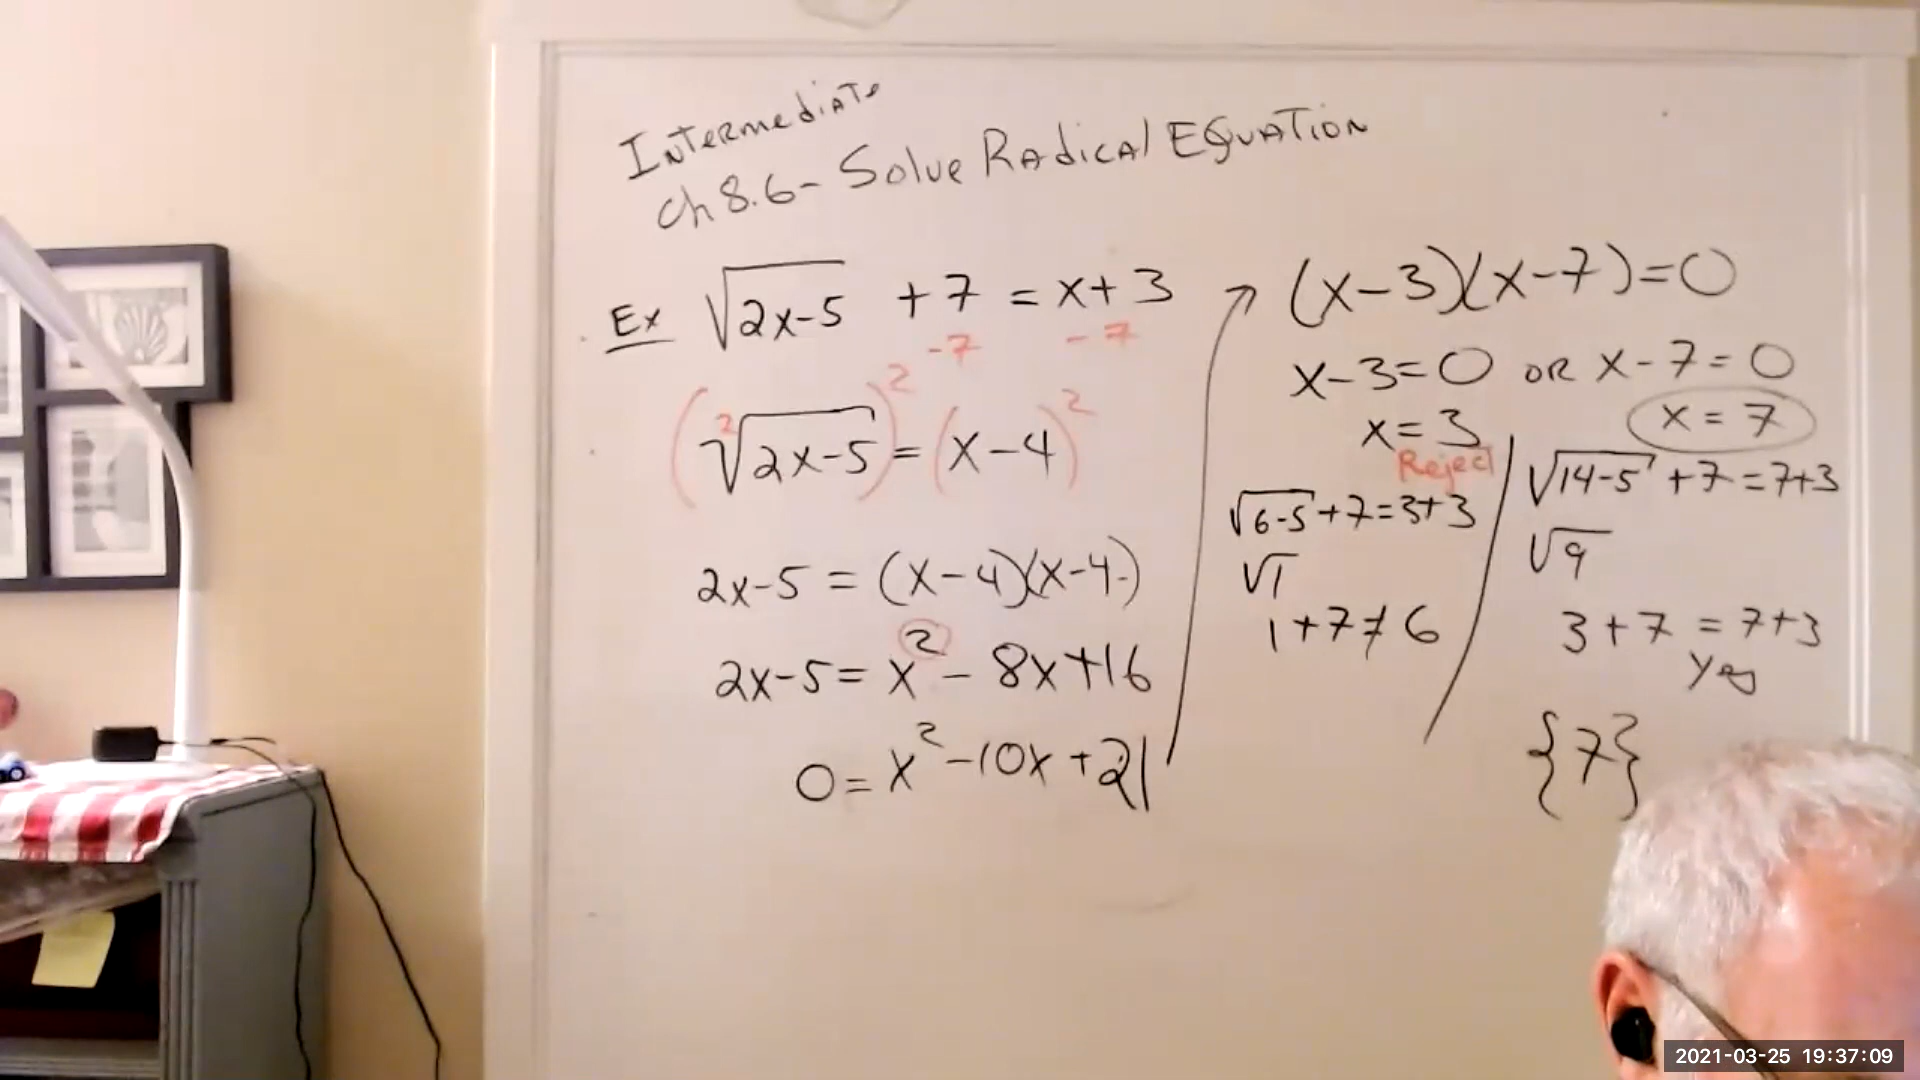 Intermediate
Ch 8.6 - Solve Radical Equation
Ex √(2x-5) + 7 = x + 3
-7 -7
(²√(2x-5))² = (x-4)²
2x-5 = (x-4)(x-4)
2x-5 = x² - 8x + 16
0 = x² - 10x + 21
(x-3)(x-7) = 0
x-3 = 0 OR x-7 = 0
x = 3 x = 7
Reject
√(6-5) + 7 = 3+3
√1
1 + 7 ≠ 6
√(14-5) + 7 = 7+3
√9
3 + 7 = 7+3
Yes
{7}
2021-03-25 19:37:09